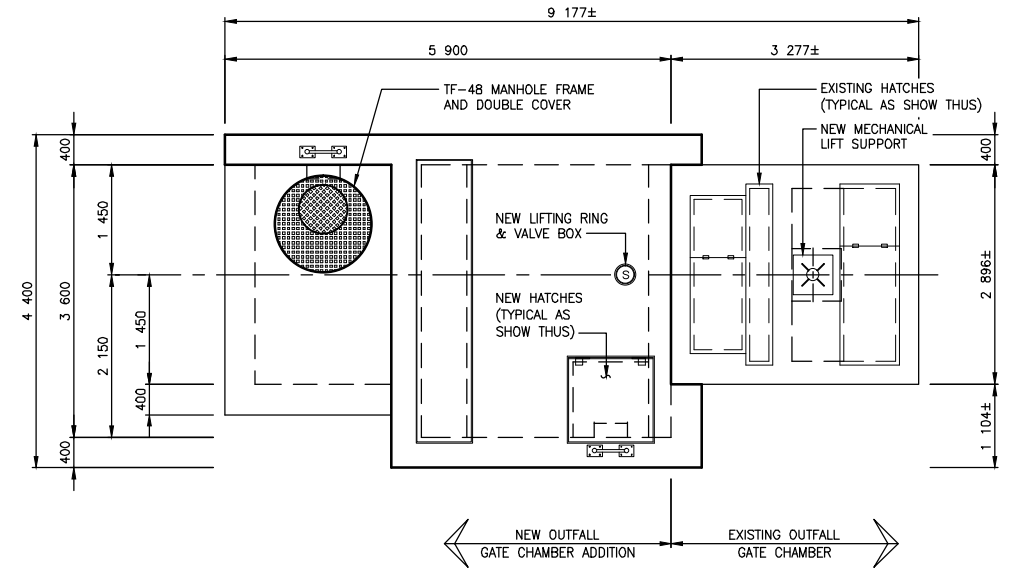 9 177±
5 900
3 277±
TF-48 MANHOLE FRAME
AND DOUBLE COVER
EXISTING HATCHES
(TYPICAL AS SHOW THUS)
NEW MECHANICAL
LIFT SUPPORT
400
400
1 450
NEW LIFTING RING
& VALVE BOX
S
4 400
3 600
2 150
1 450
2 896±
NEW HATCHES
(TYPICAL AS
SHOW THUS)
400
400
1 104±
NEW OUTFALL
GATE CHAMBER ADDITION
EXISTING OUTFALL
GATE CHAMBER